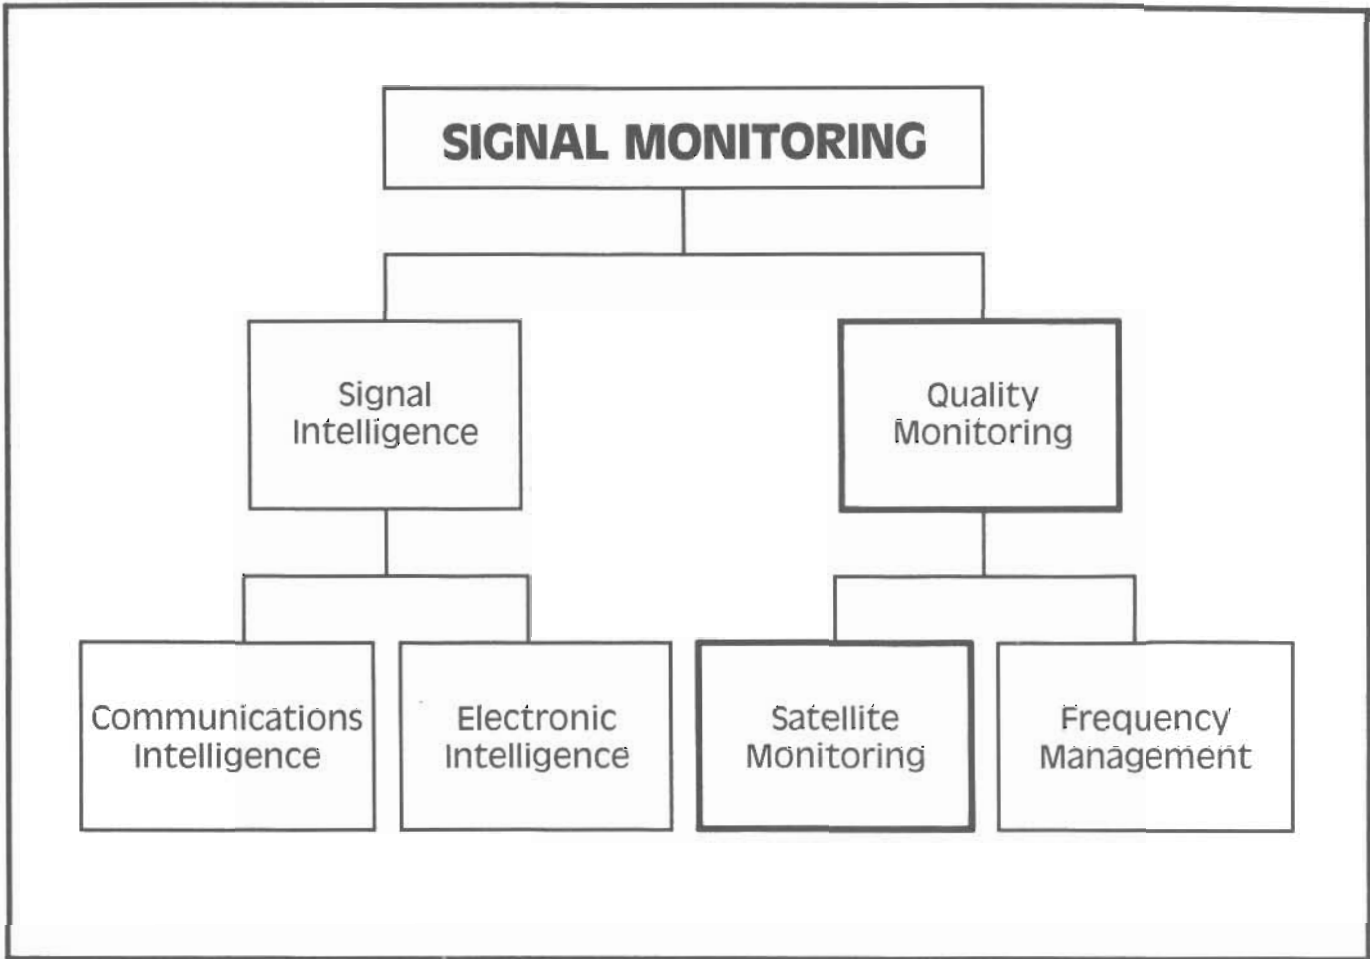 SIGNAL MONITORING
Signal
Intelligence
Quality
Monitoring
Communications
Intelligence
Electronic
Intelligence
Satellite
Monitoring
Frequency
Management